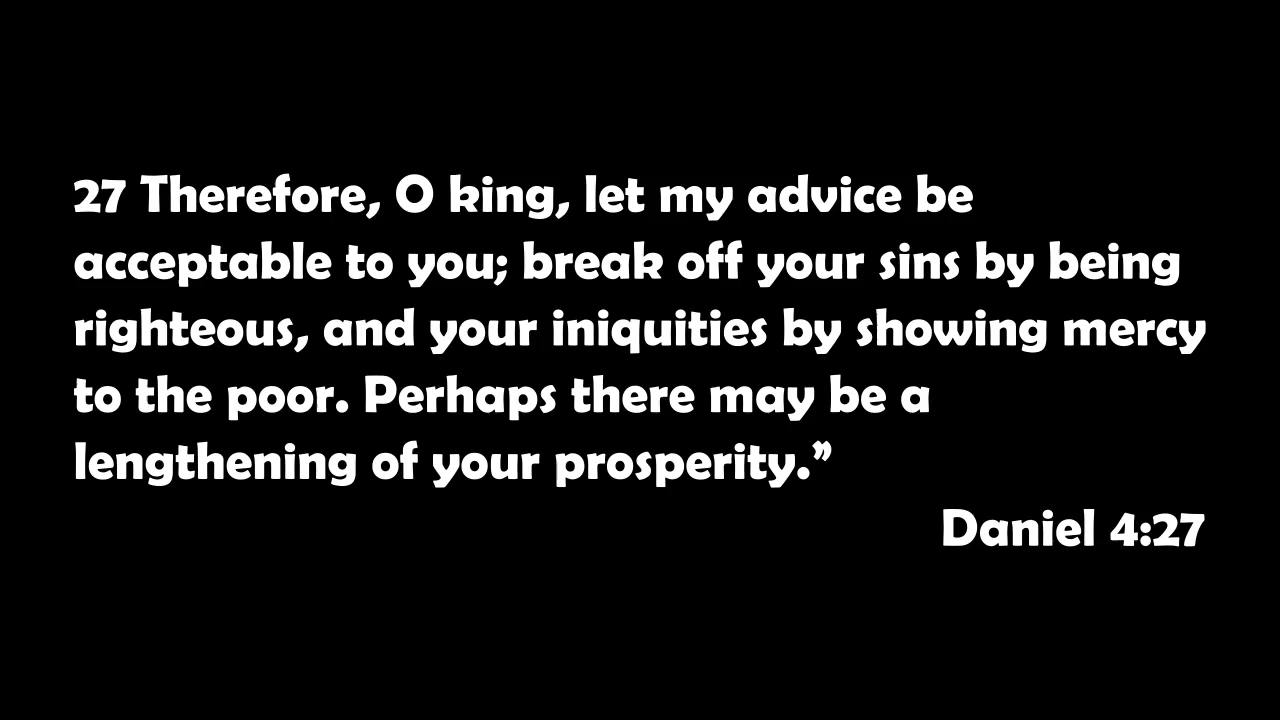 27 Therefore, O king, let my advice be
acceptable to you; break off your sins by being
righteous, and your iniquities by showing mercy
to the poor. Perhaps there may be a
lengthening of your prosperity.”
Daniel 4:27